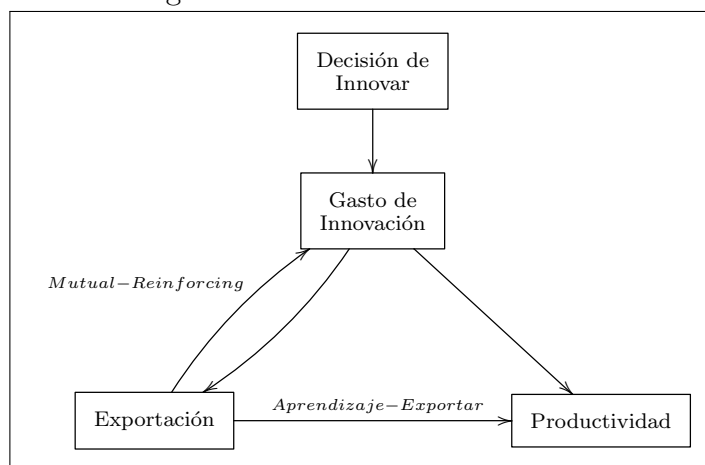 Decisión de
Innovar
Gasto de
Innovación
Mutual−Reinforcing
Exportación
Aprendizaje−Exportar
Productividad